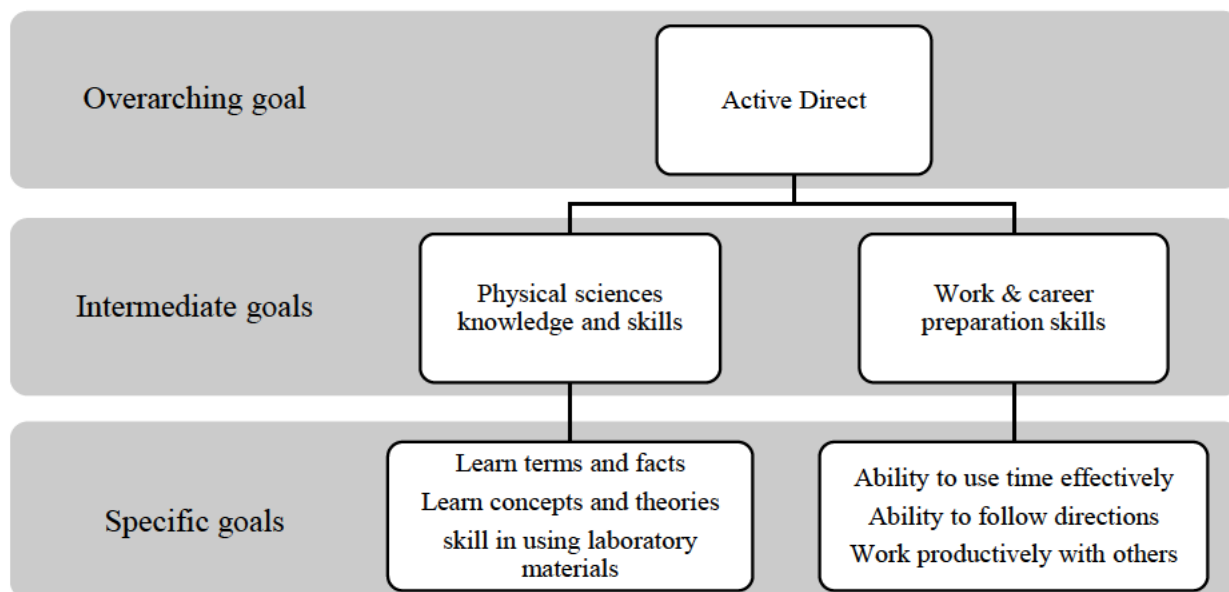 Overarching goal
Active Direct
Intermediate goals
Physical sciences
knowledge and skills
Work & career
preparation skills
Specific goals
Learn terms and facts
Learn concepts and theories
skill in using laboratory
materials
Ability to use time effectively
Ability to follow directions
Work productively with others